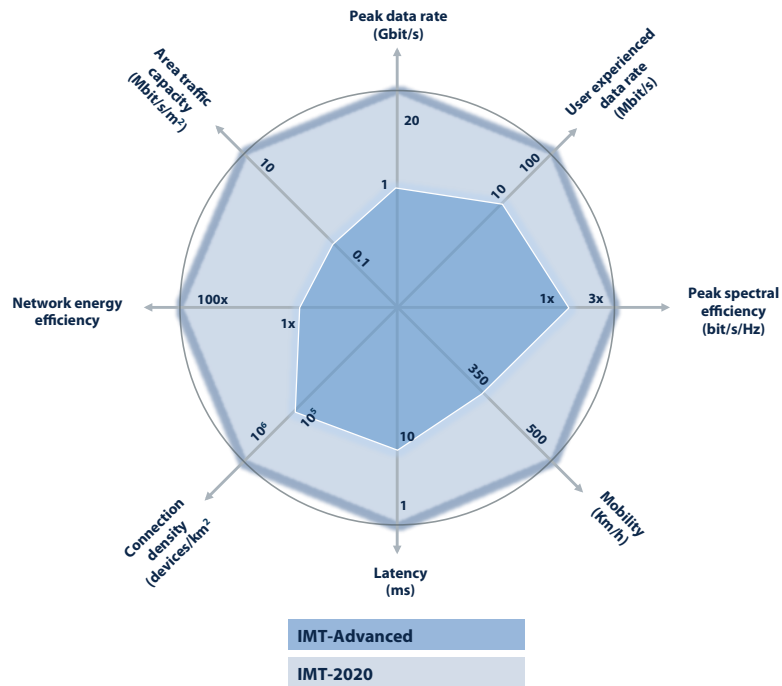 Peak data rate
(Gbit/s)
Area traffic
capacity
(Mbit/s/m²)
User experienced
data rate
(Mbit/s)
20
100
10
1
10
0.1
Network energy
efficiency
100x
1x
1x
3x
Peak spectral
efficiency
(bit/s/Hz)
350
10⁶
10⁵
10
500
1
Connection
density
(devices/km²
Mobility
(Km/h)
Latency
(ms)
IMT-Advanced
IMT-2020